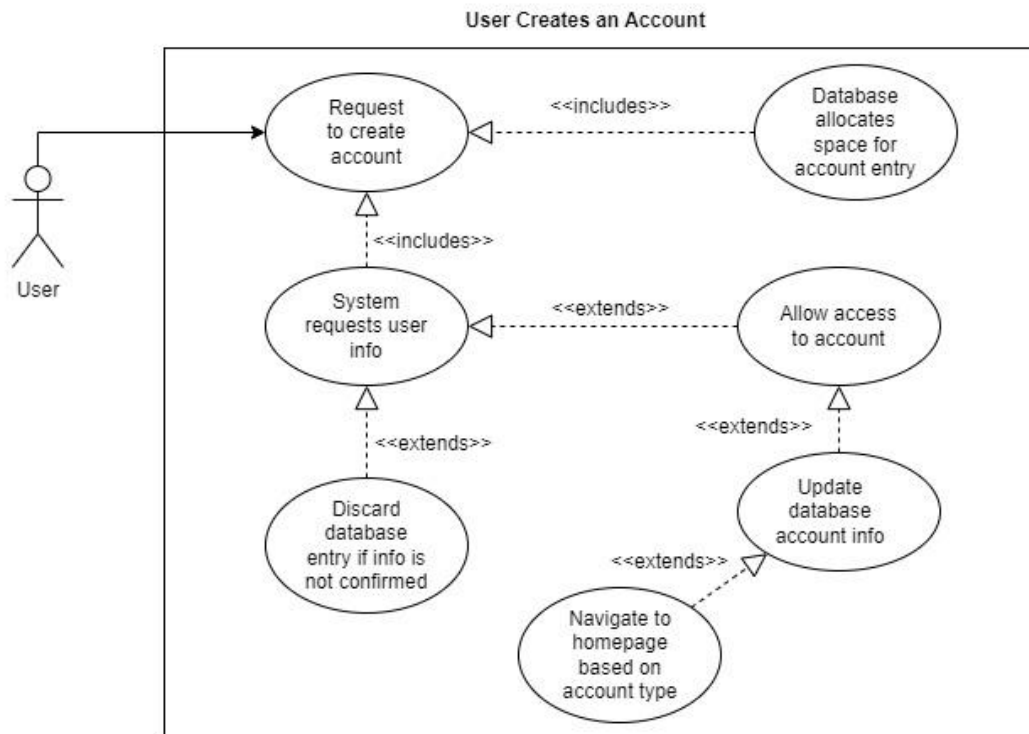 User Creates an Account
Request
to create
account
<<includes>>
Database
allocates
space for
account entry
User
<<includes>>
System
requests user
info
<<extends>>
Allow access
to account
<<extends>>
<<extends>>
Discard
database
entry if info is
not confirmed
Update
database
account info
<<extends>>
Navigate to
homepage
based on
account type